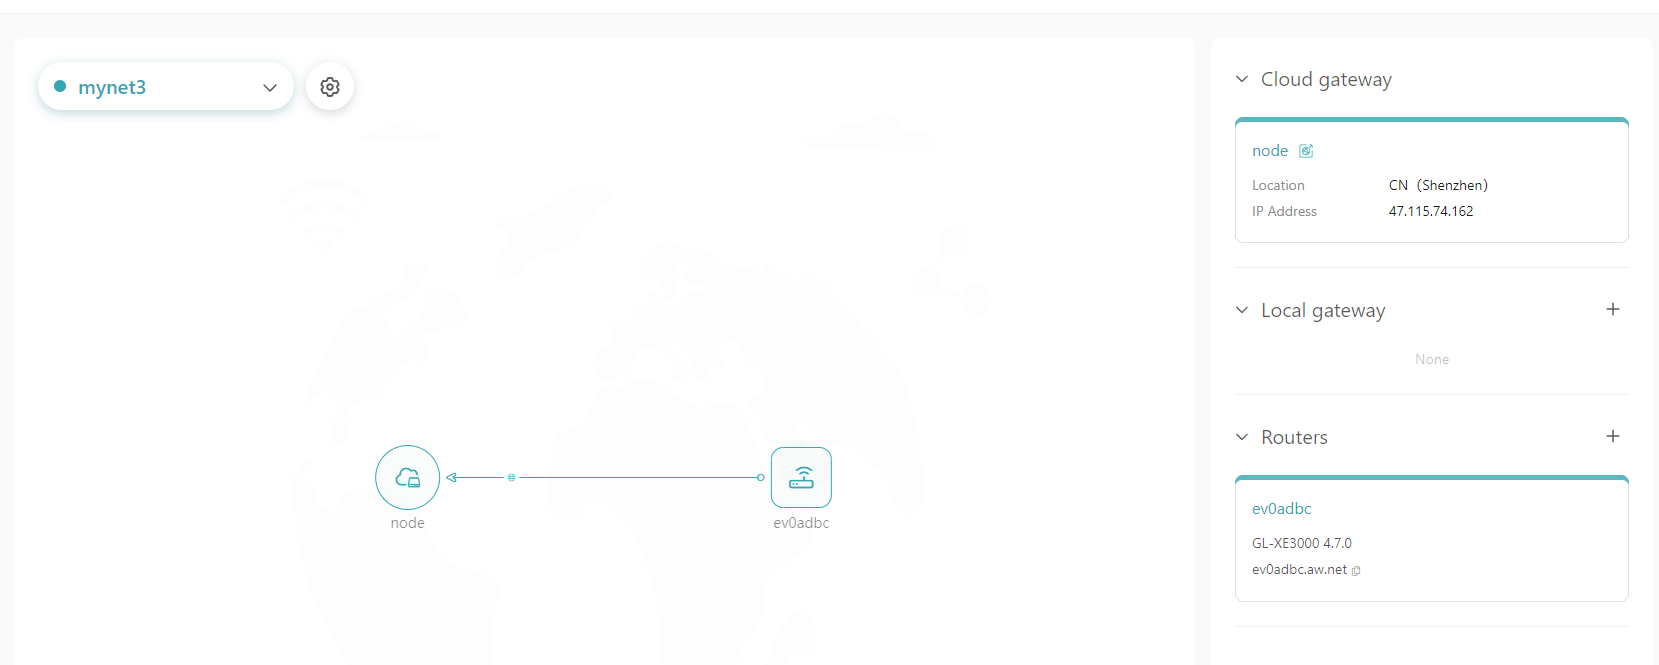 mynet3
node
ev0adbc
Cloud gateway
node
Location CN（Shenzhen）
IP Address 47.115.74.162
Local gateway
None
Routers
ev0adbc
GL-XE3000 4.7.0
ev0adbc.aw.net